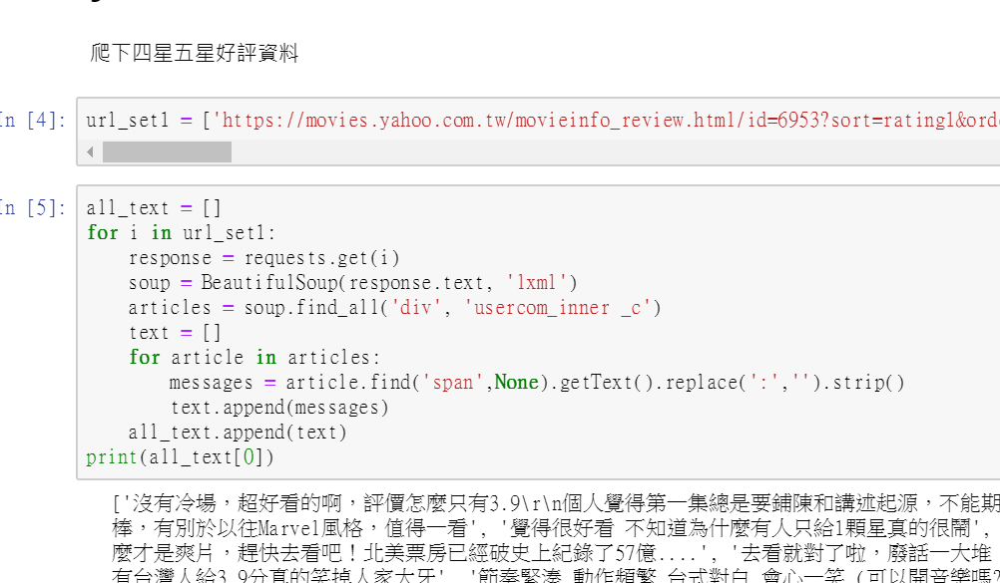 爬下四星五星好評資料
In [4]: url_set1 = ['https://movies.yahoo.com.tw/movieinfo_review.html/id=6953?sort=rating1&orde
In [5]: all_text = []
for i in url_set1:
response = requests.get(i)
soup = BeautifulSoup(response.text, 'lxml')
articles = soup.find_all('div', 'usercom_inner _c')
text = []
for article in articles:
messages = article.find('span',None).getText().replace(':','').strip()
text.append(messages)
all_text.append(text)
print(all_text[0])
['沒有冷場，超好看的啊，評價怎麼只有3.9\r\n個人覺得第一集總是要鋪陳和講述起源，不能期
棒，有別於以往Marvel風格，值得一看', '覺得很好看 不知道為什麼有人只給1顆星真的很鬧',
麼才是爽片，趕快去看吧！北美票房已經破史上紀錄了57億....', '去看就對了啦，廢話一大堆
有台灣人給3.9分真的笑掉人家大牙', '節奏緊湊 動作頻繁 台式對白 會心一笑 (可以開音樂嗎?